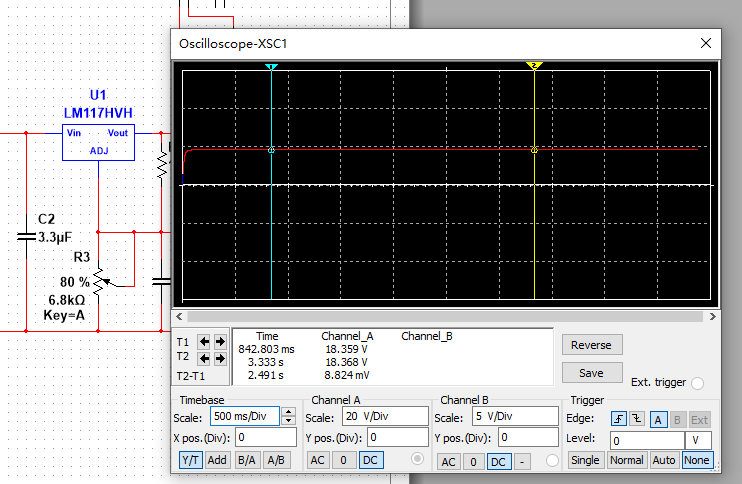 Oscilloscope-XSC1
1
2
U1
LM117HVH
Vin
Vout
ADJ
C2
3.3µF
R3
80 %
6.8kΩ
Key=A
T1
T2
T2-T1
Time Channel_A Channel_B
842.803 ms 18.359 V
3.333 s 18.368 V
2.491 s 8.824 mV
Reverse
Save
Ext. trigger
Timebase
Scale: 500 ms/Div
X pos.(Div): 0
Y/T Add B/A A/B
Channel A
Scale: 20 V/Div
Y pos.(Div): 0
AC 0 DC
Channel B
Scale: 5 V/Div
Y pos.(Div): 0
AC 0 DC -
Trigger
Edge: A B Ext
Level: 0 V
Single Normal Auto None